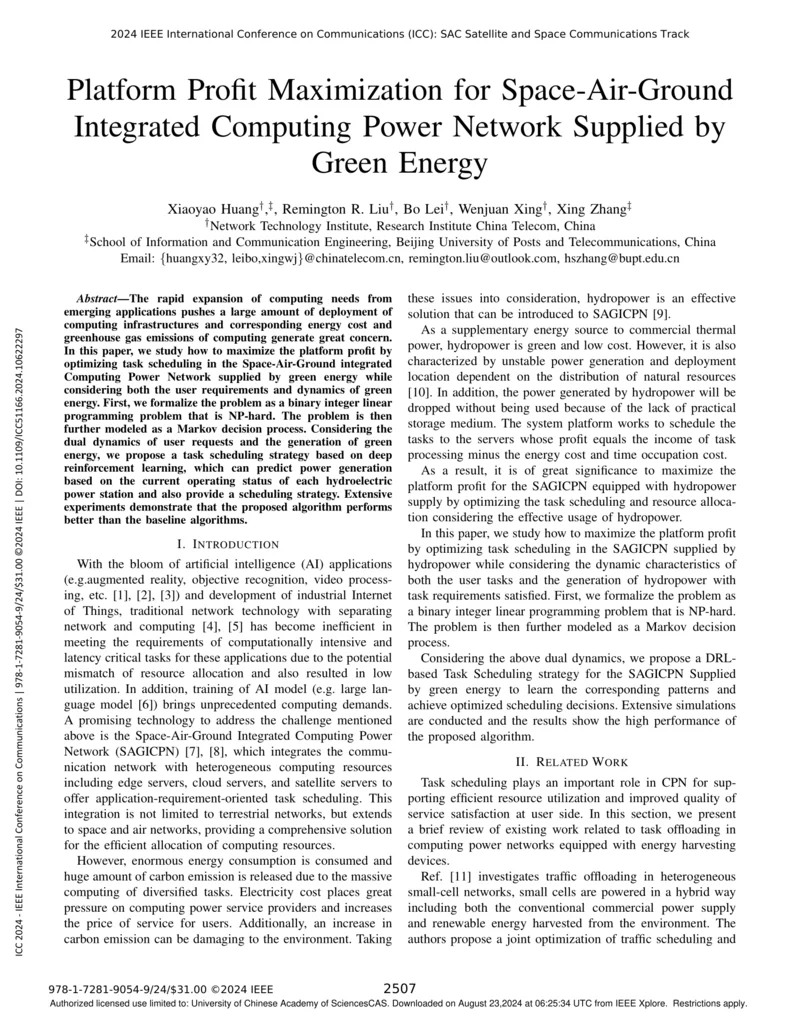 2024 IEEE International Conference on Communications (ICC): SAC Satellite and Space Communications Track
Platform Profit Maximization for Space-Air-Ground
Integrated Computing Power Network Supplied by
Green Energy
Xiaoyao Huang†,‡, Remington R. Liu†, Bo Lei†, Wenjuan Xing†, Xing Zhang‡
†Network Technology Institute, Research Institute China Telecom, China
‡School of Information and Communication Engineering, Beijing University of Posts and Telecommunications, China
Email: {huangxy32, leibo,xingwj}@chinatelecom.cn, remington.liu@outlook.com, hszhang@bupt.edu.cn
Abstract—The rapid expansion of computing needs from
emerging applications pushes a large amount of deployment of
computing infrastructures and corresponding energy cost and
greenhouse gas emissions of computing generate great concern.
In this paper, we study how to maximize the platform profit by
optimizing task scheduling in the Space-Air-Ground integrated
Computing Power Network supplied by green energy while
considering both the user requirements and dynamics of green
energy. First, we formalize the problem as a binary integer linear
programming problem that is NP-hard. The problem is then
further modeled as a Markov decision process. Considering the
dual dynamics of user requests and the generation of green
energy, we propose a task scheduling strategy based on deep
reinforcement learning, which can predict power generation
based on the current operating status of each hydroelectric
power station and also provide a scheduling strategy. Extensive
experiments demonstrate that the proposed algorithm performs
better than the baseline algorithms.
I. INTRODUCTION
With the bloom of artificial intelligence (AI) applications
(e.g.augmented reality, objective recognition, video process-
ing, etc. [1], [2], [3]) and development of industrial Internet
of Things, traditional network technology with separating
network and computing [4], [5] has become inefficient in
meeting the requirements of computationally intensive and
latency critical tasks for these applications due to the potential
mismatch of resource allocation and also resulted in low
utilization. In addition, training of AI model (e.g. large lan-
guage model [6]) brings unprecedented computing demands.
A promising technology to address the challenge mentioned
above is the Space-Air-Ground Integrated Computing Power
Network (SAGICPN) [7], [8], which integrates the commu-
nication network with heterogeneous computing resources
including edge servers, cloud servers, and satellite servers to
offer application-requirement-oriented task scheduling. This
integration is not limited to terrestrial networks, but extends
to space and air networks, providing a comprehensive solution
for the efficient allocation of computing resources.
However, enormous energy consumption is consumed and
huge amount of carbon emission is released due to the massive
computing of diversified tasks. Electricity cost places great
pressure on computing power service providers and increases
the price of service for users. Additionally, an increase in
carbon emission can be damaging to the environment. Taking
these issues into consideration, hydropower is an effective
solution that can be introduced to SAGICPN [9].
As a supplementary energy source to commercial thermal
power, hydropower is green and low cost. However, it is also
characterized by unstable power generation and deployment
location dependent on the distribution of natural resources
[10]. In addition, the power generated by hydropower will be
dropped without being used because of the lack of practical
storage medium. The system platform works to schedule the
tasks to the servers whose profit equals the income of task
processing minus the energy cost and time occupation cost.
As a result, it is of great significance to maximize the
platform profit for the SAGICPN equipped with hydropower
supply by optimizing the task scheduling and resource alloca-
tion considering the effective usage of hydropower.
In this paper, we study how to maximize the platform profit
by optimizing task scheduling in the SAGICPN supplied by
hydropower while considering the dynamic characteristics of
both the user tasks and the generation of hydropower with
task requirements satisfied. First, we formalize the problem as
a binary integer linear programming problem that is NP-hard.
The problem is then further modeled as a Markov decision
process.
Considering the above dual dynamics, we propose a DRL-
based Task Scheduling strategy for the SAGICPN Supplied
by green energy to learn the corresponding patterns and
achieve optimized scheduling decisions. Extensive simulations
are conducted and the results show the high performance of
the proposed algorithm.
II. RELATED WORK
Task scheduling plays an important role in CPN for sup-
porting efficient resource utilization and improved quality of
service satisfaction at user side. In this section, we present
a brief review of existing work related to task offloading in
computing power networks equipped with energy harvesting
devices.
Ref. [11] investigates traffic offloading in heterogeneous
small-cell networks, small cells are powered in a hybrid way
including both the conventional commercial power supply
and renewable energy harvested from the environment. The
authors propose a joint optimization of traffic scheduling and
ICC 2024 - IEEE International Conference on Communications | 978-1-7281-9054-9/24/$31.00 ©2024 IEEE | DOI: 10.1109/ICC51166.2024.10622297
978-1-7281-9054-9/24/$31.00 ©2024 IEEE
2507
Authorized licensed use limited to: University of Chinese Academy of SciencesCAS. Downloaded on August 23,2024 at 06:25:34 UTC from IEEE Xplore. Restrictions apply.